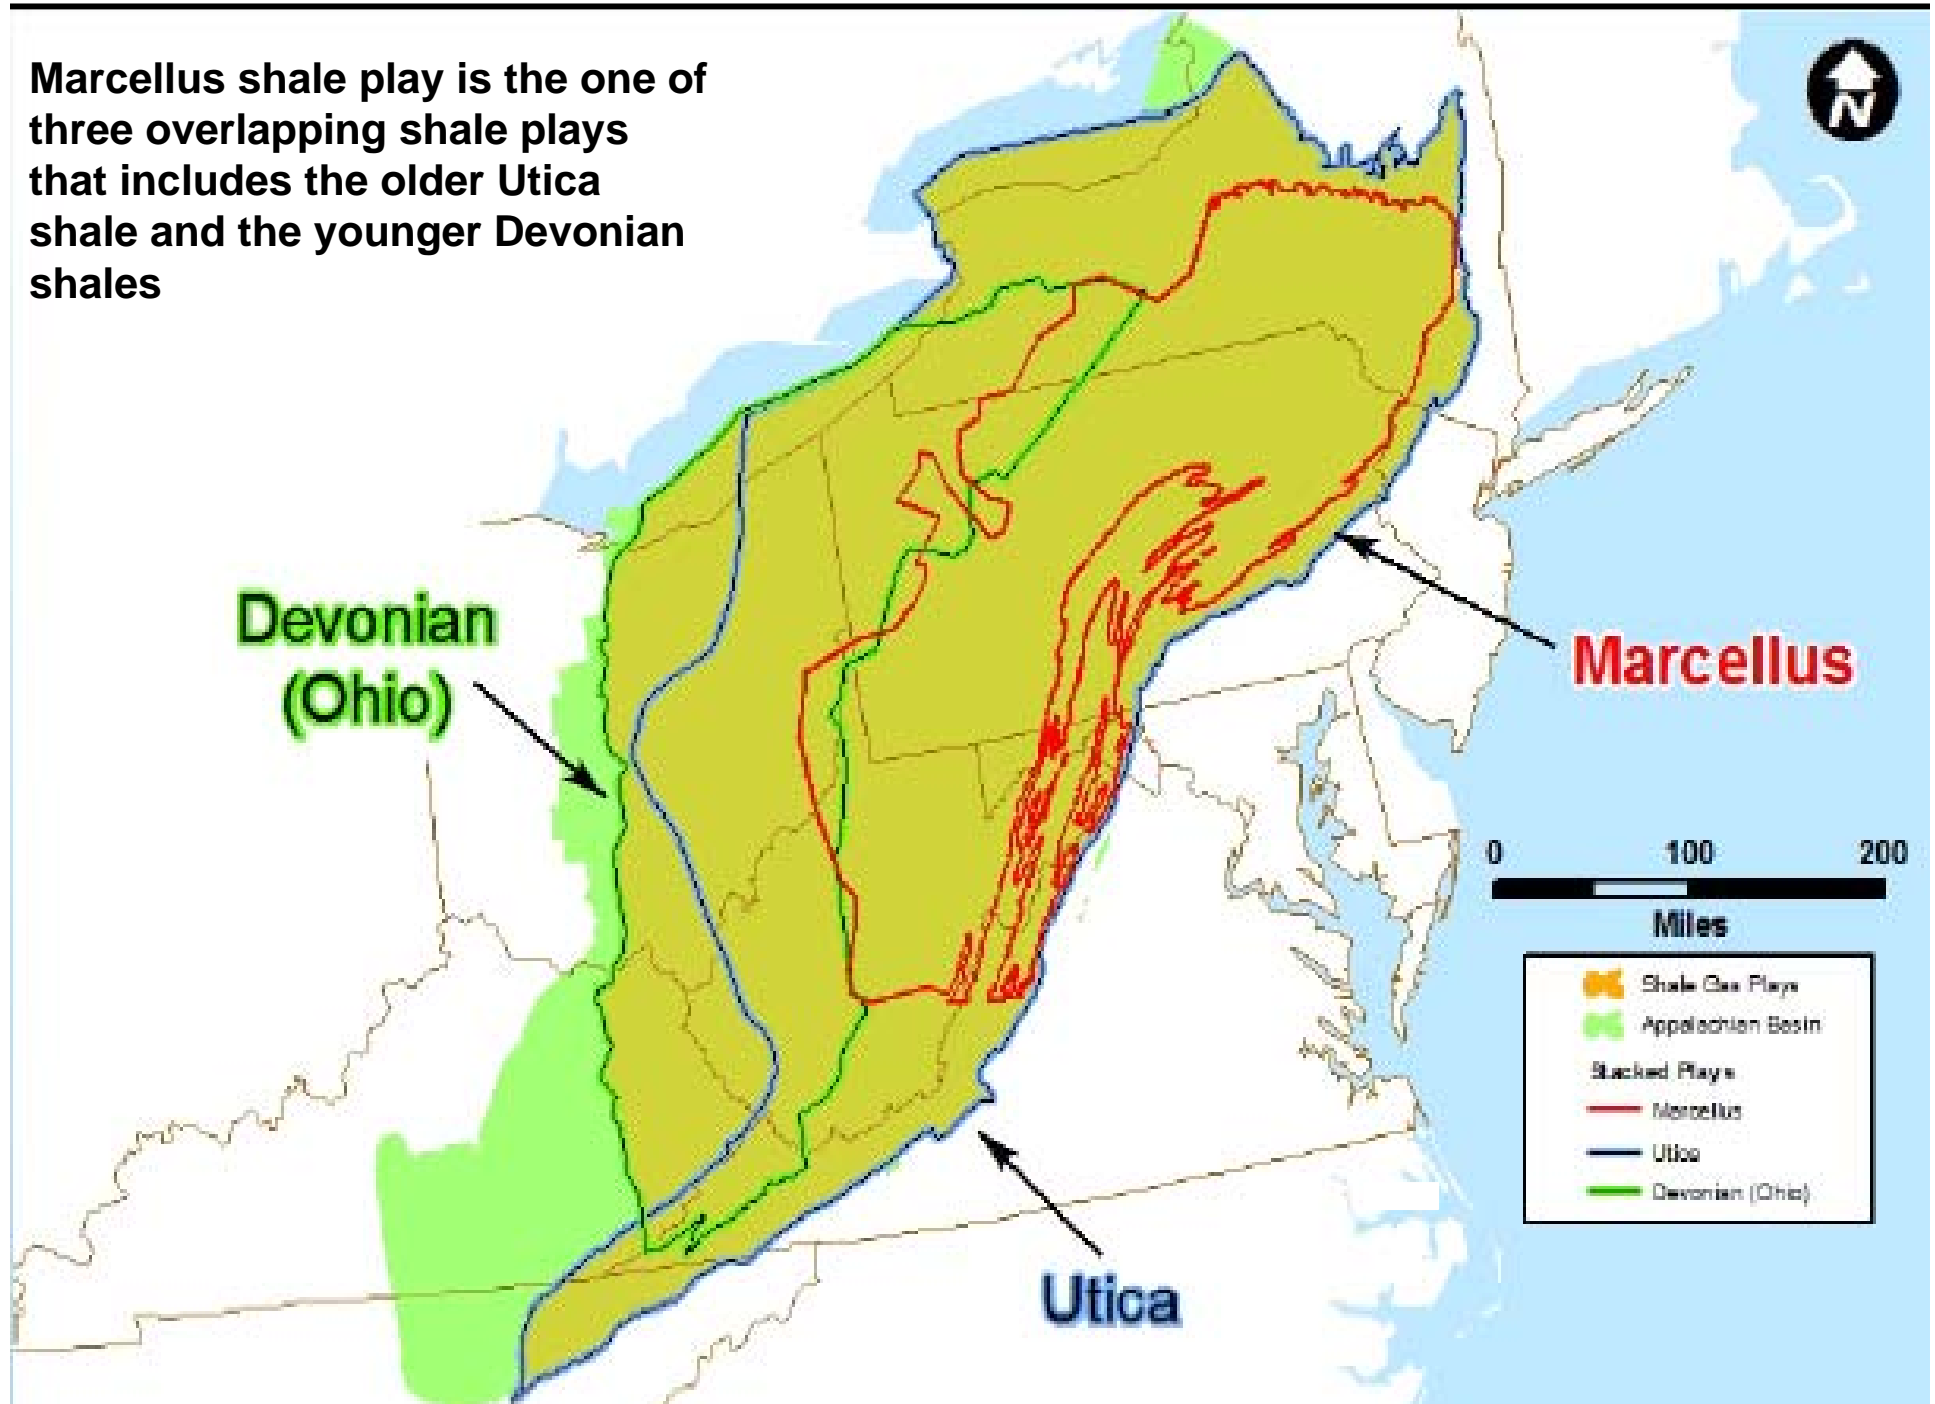 Marcellus shale play is the one of
three overlapping shale plays
that includes the older Utica
shale and the younger Devonian
shales
N
Devonian
(Ohio)
Marcellus
0 100 200
Miles
Shale Gas Plays
Appalachian Basin
Stacked Plays
Marcellus
Utica
Devonian (Ohio)
Utica